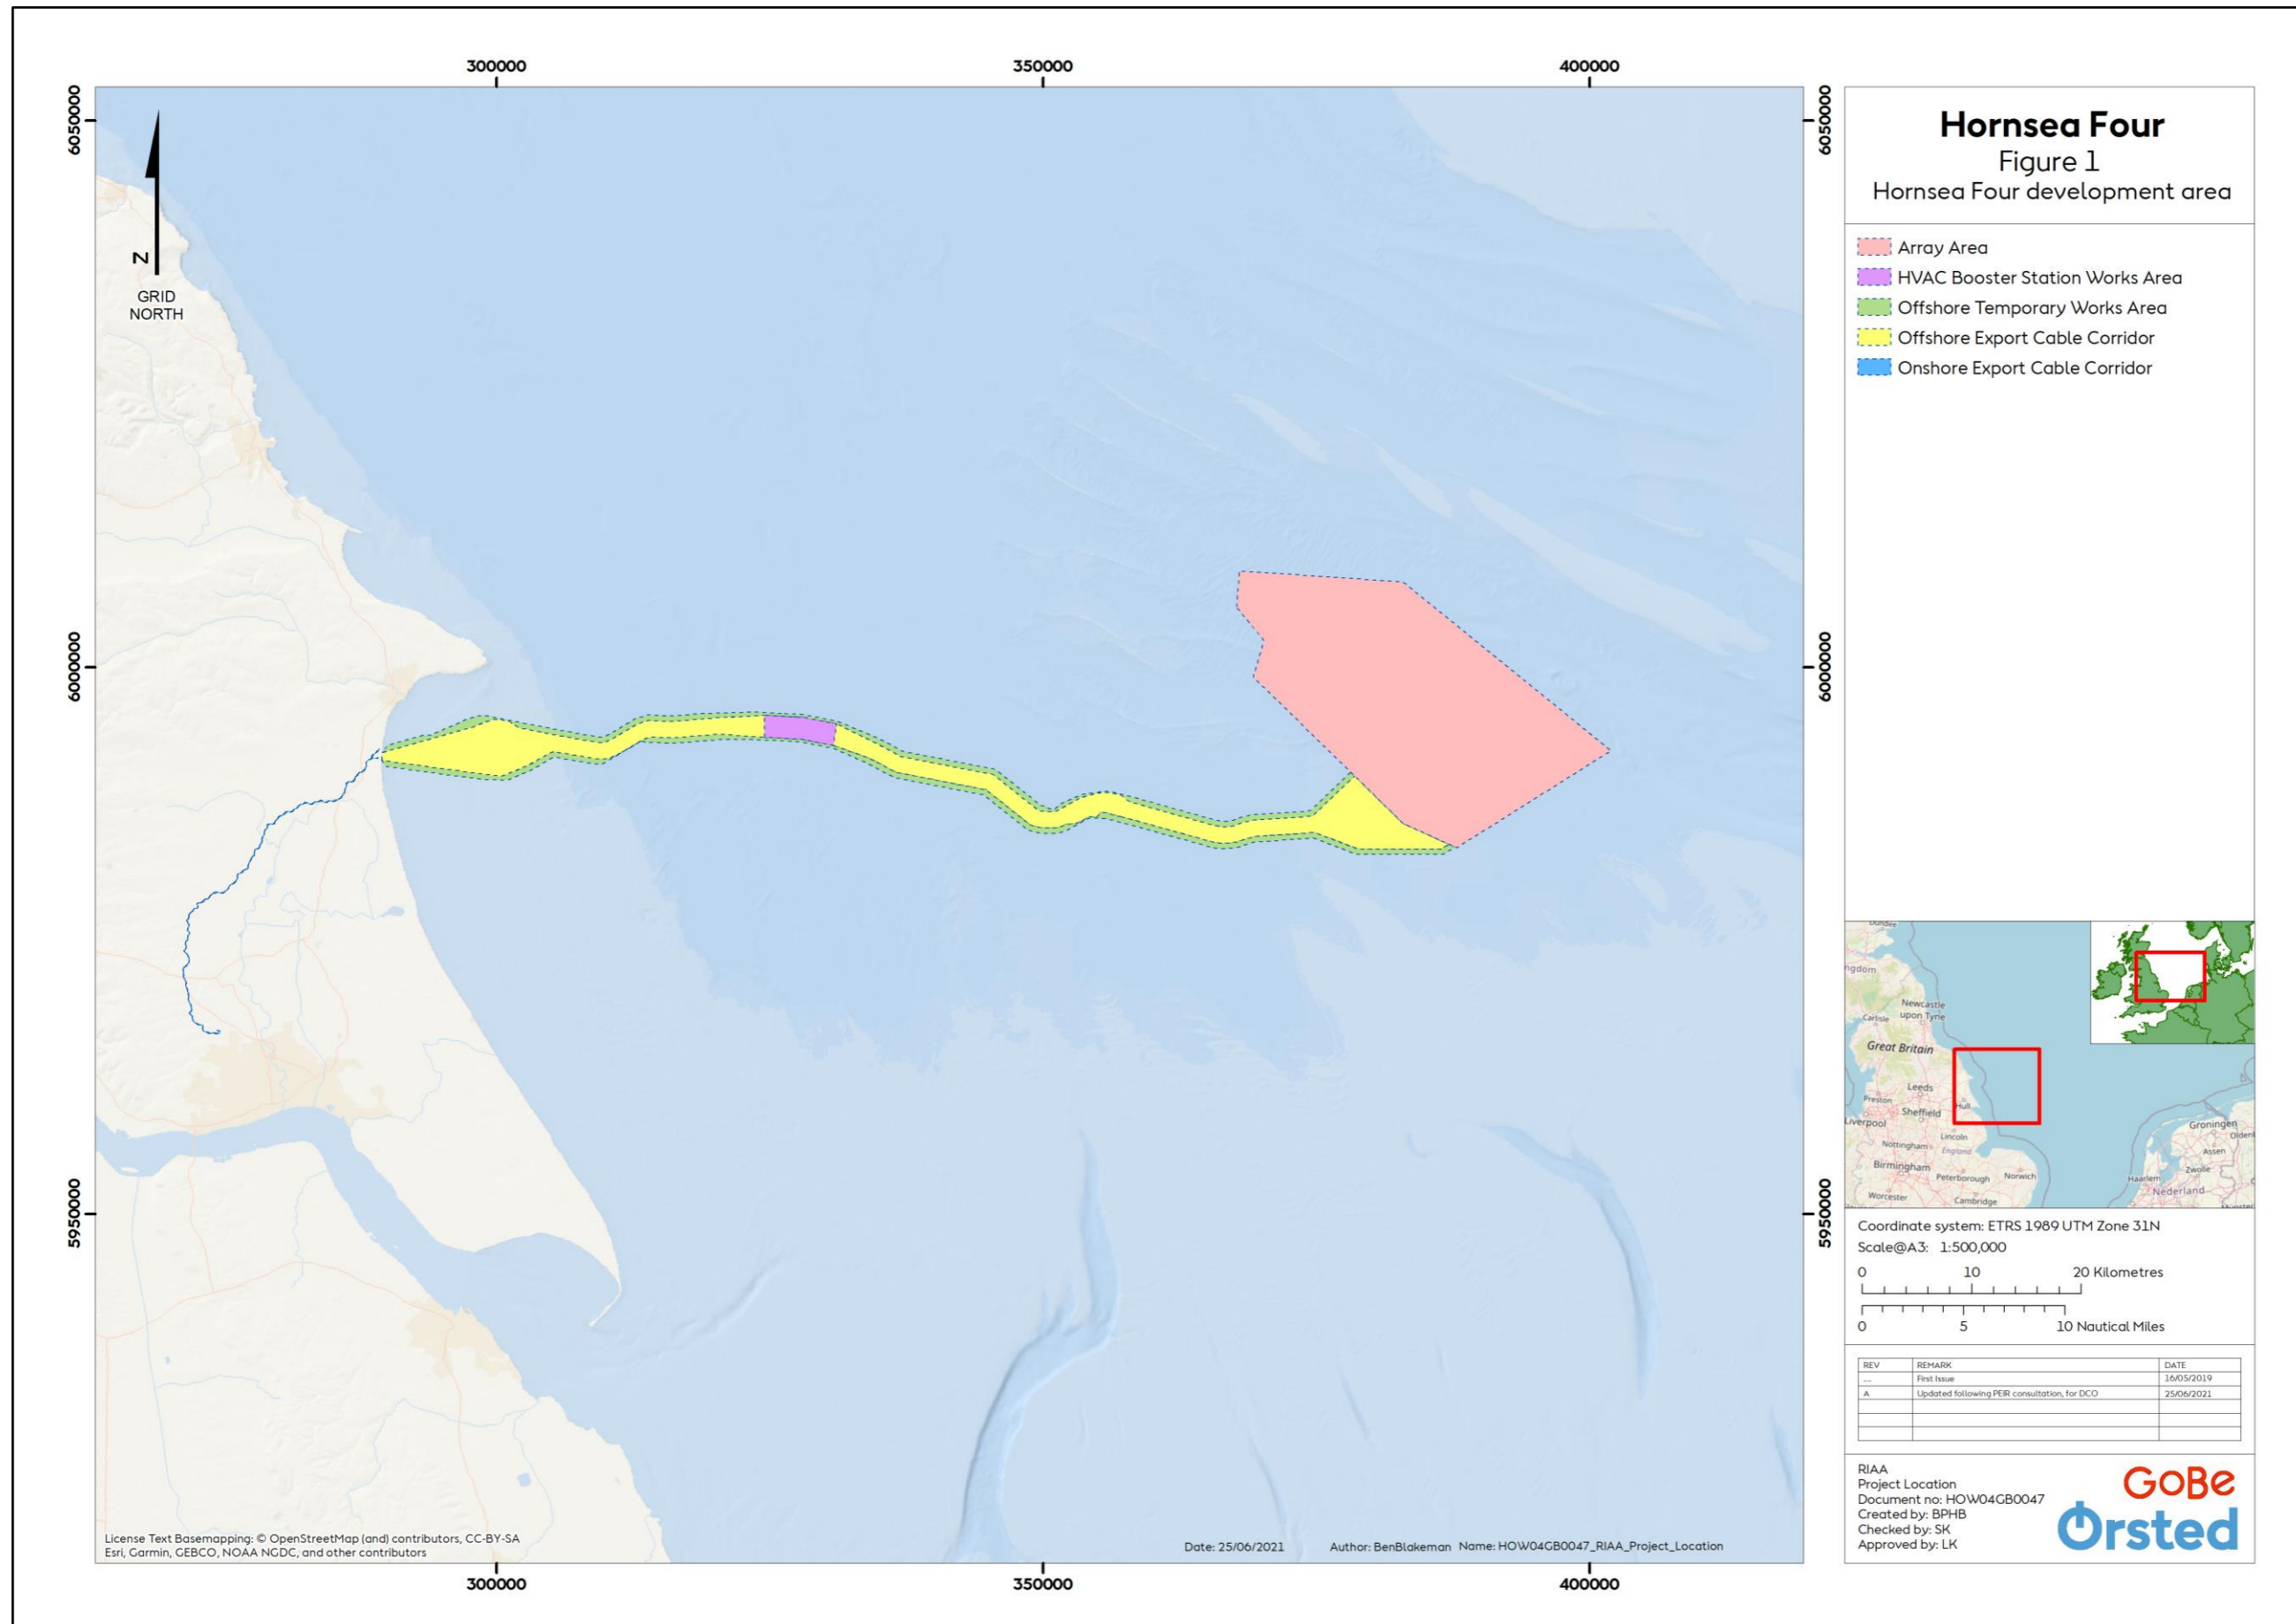 300000
350000
400000
6050000
6050000
N
GRID
NORTH
6000000
6000000
5950000
5950000
License Text Basemapping: © OpenStreetMap (and) contributors, CC-BY-SA
Esri, Garmin, GEBCO, NOAA NGDC, and other contributors
Date: 25/06/2021
Author: BenBlakeman
Name: HOW04GB0047_RIAA_Project_Location
300000
350000
400000
Hornsea Four
Figure 1
Hornsea Four development area
Array Area
HVAC Booster Station Works Area
Offshore Temporary Works Area
Offshore Export Cable Corridor
Onshore Export Cable Corridor
Dundee
ngdom
Newcastle
upon Tyne
Carlisle
Great Britain
Leeds
Preston
Hull
Sheffield
Liverpool
Lincoln
Nottingham
England
Birmingham
Peterborough
Norwich
Worcester
Cambridge
Groningen
Olden
Assen
Zwolle
Haarlem
Nederland
Coordinate system: ETRS 1989 UTM Zone 31N
Scale@A3: 1:500,000
0 10 20 Kilometres
0 5 10 Nautical Miles
REV REMARK DATE
__ First Issue 16/05/2019
A Updated following PEIR consultation, for DCO 25/06/2021
RIAA
Project Location
Document no: HOW04GB0047
Created by: BPHB
Checked by: SK
Approved by: LK
GoBe
Ørsted